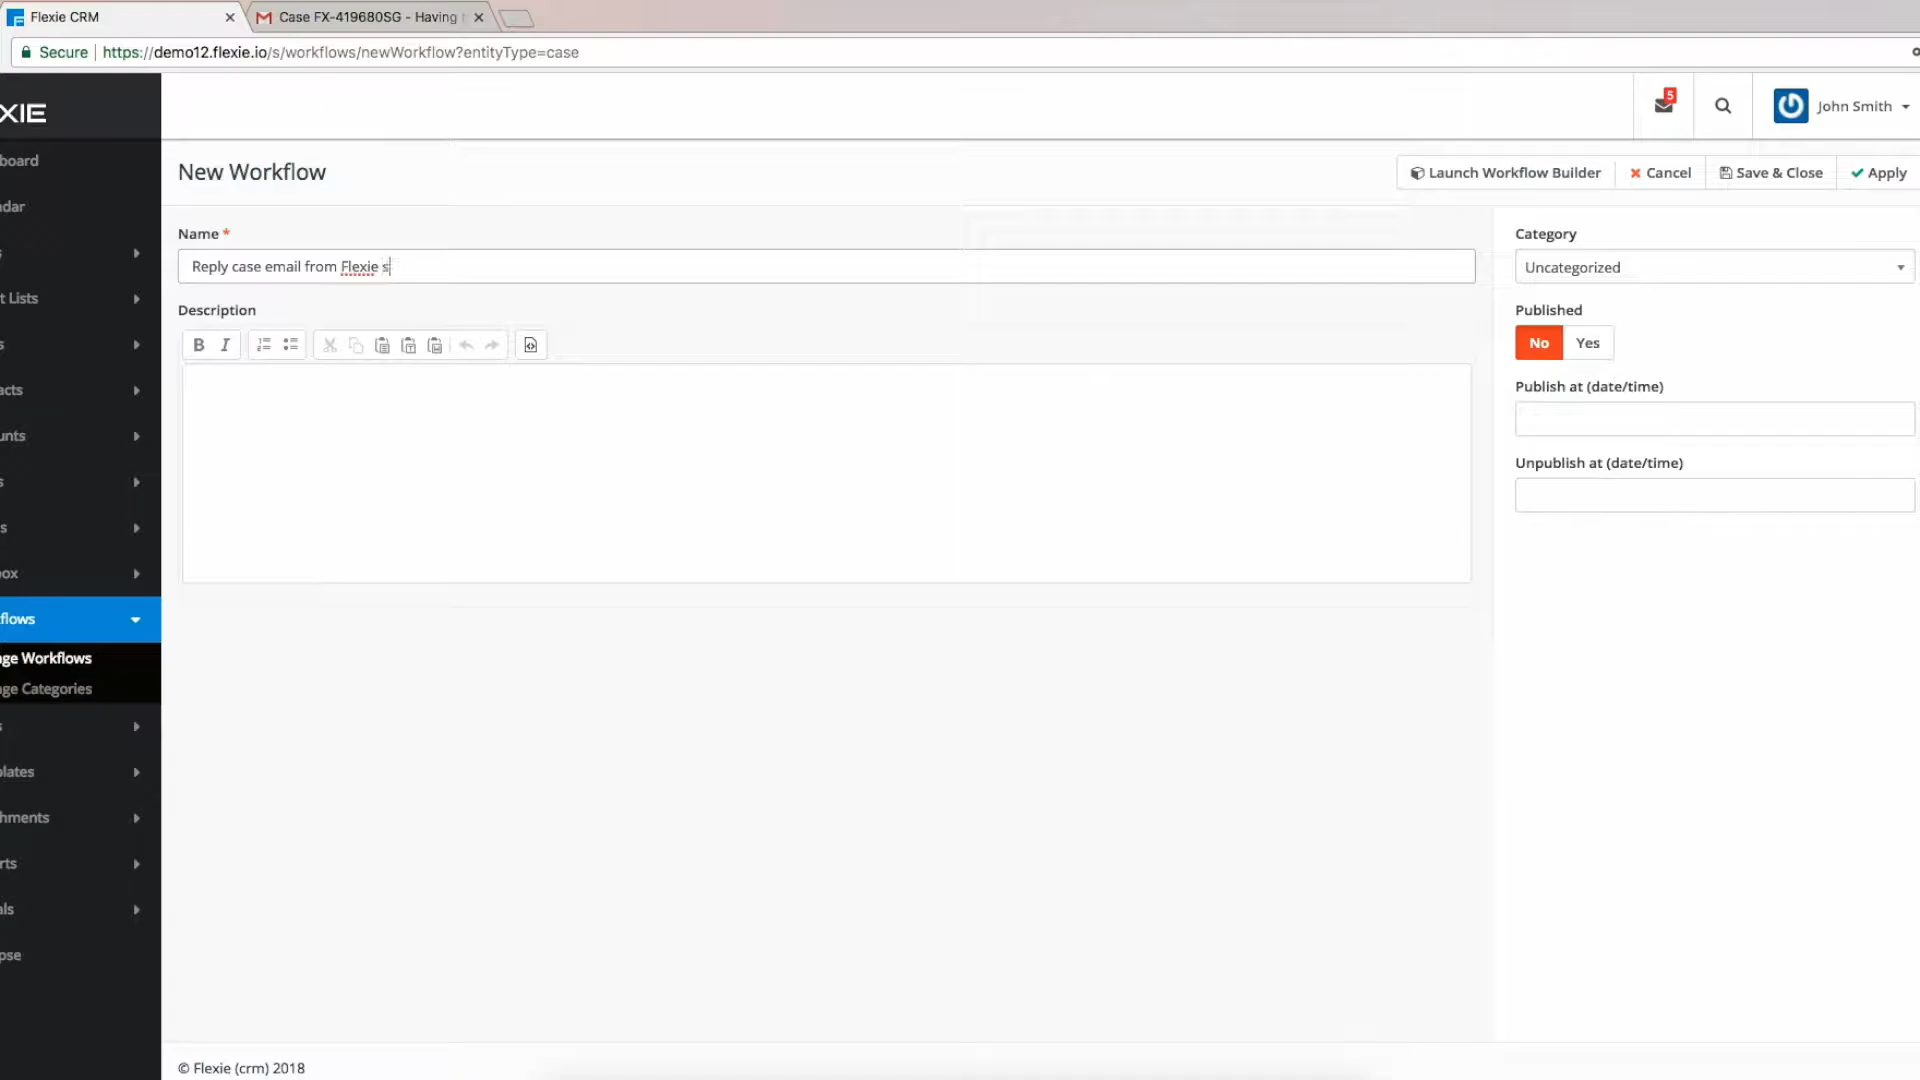 Flexie CRM
Case FX-419680SG - Having
Secure https://demo12.flexie.io/s/workflows/newWorkflow?entityType=case
XIE
5
John Smith
board
New Workflow
Launch Workflow Builder
Cancel
Save & Close
Apply
dar
Name *
Category
Reply case email from Flexie s
Uncategorized
t Lists
Description
Published
B I
No Yes
s
acts
Publish at (date/time)
unts
Unpublish at (date/time)
s
s
box
flows
ge Workflows
ge Categories
s
plates
hments
rts
als
pse
© Flexie (crm) 2018